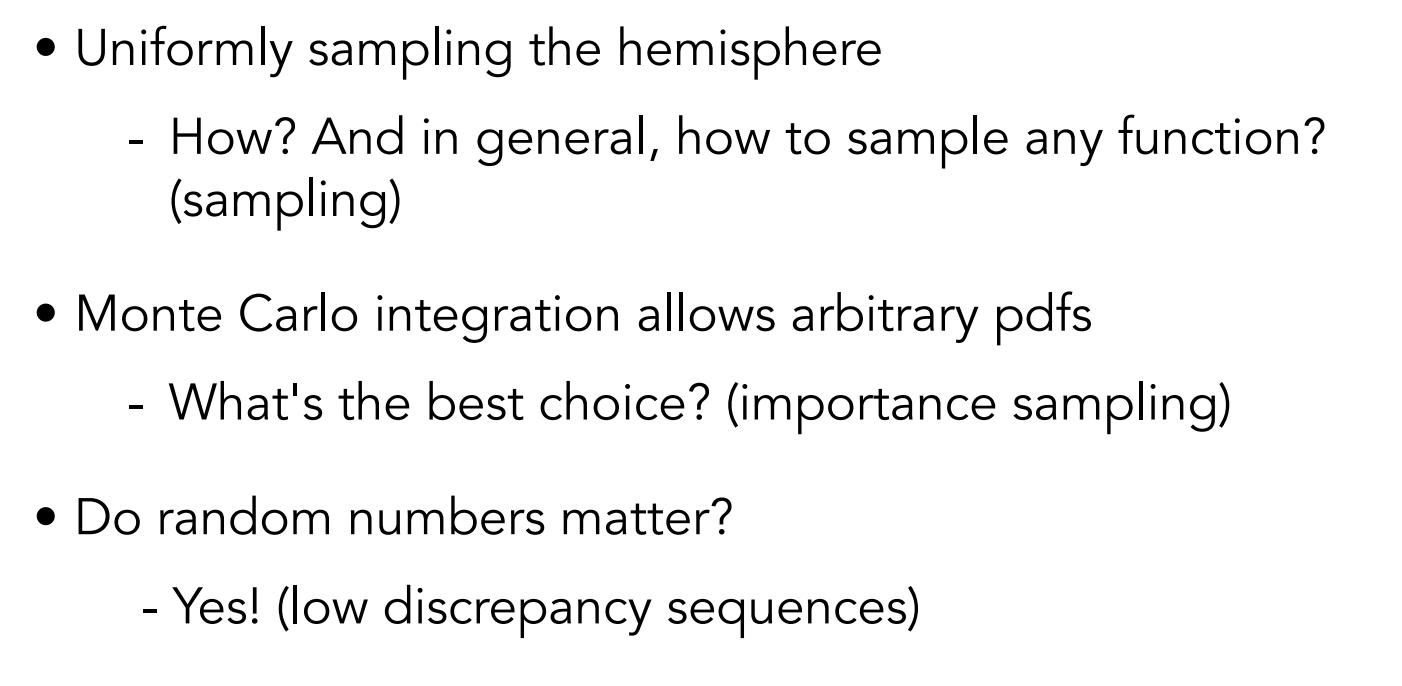 • Uniformly sampling the hemisphere
- How? And in general, how to sample any function?
(sampling)
• Monte Carlo integration allows arbitrary pdfs
- What's the best choice? (importance sampling)
• Do random numbers matter?
- Yes! (low discrepancy sequences)